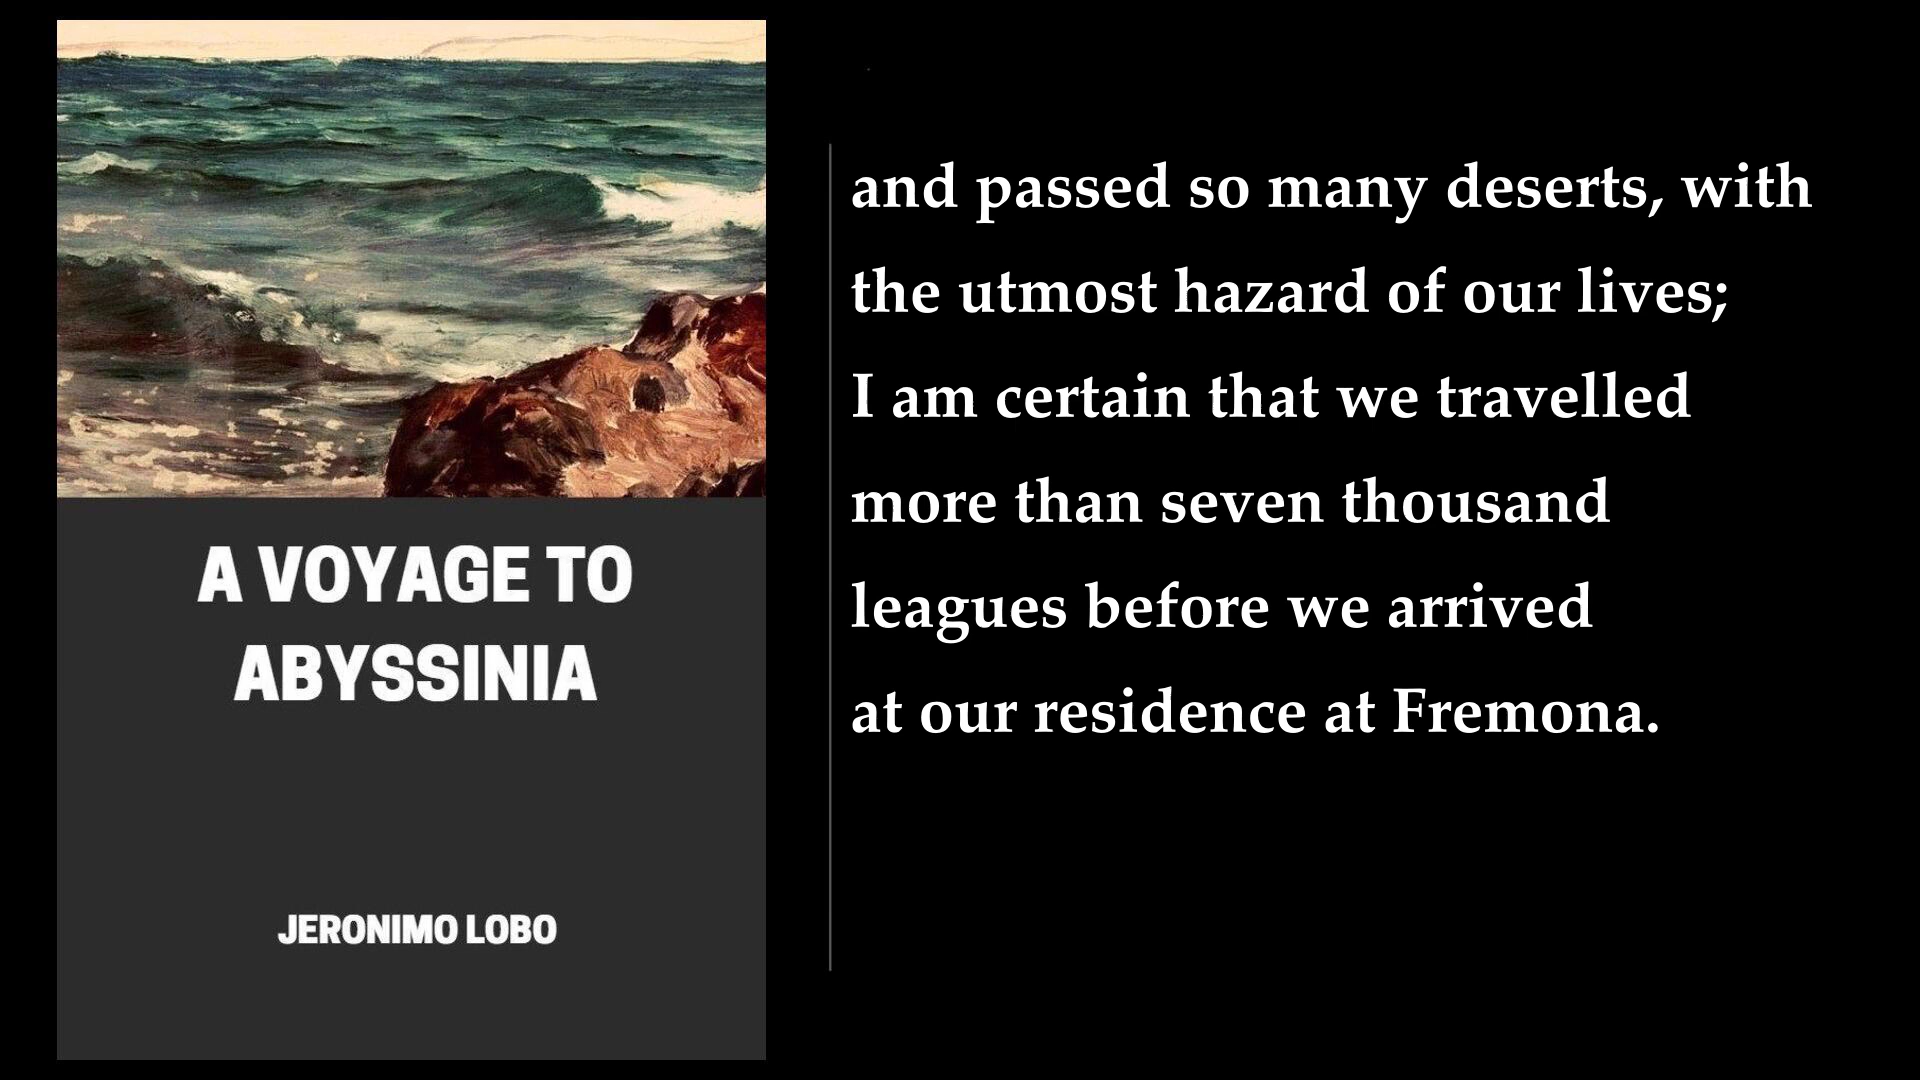 A VOYAGE TO
ABYSSINIA
JERONIMO LOBO
and passed so many deserts, with
the utmost hazard of our lives;
I am certain that we travelled
more than seven thousand
leagues before we arrived
at our residence at Fremona.